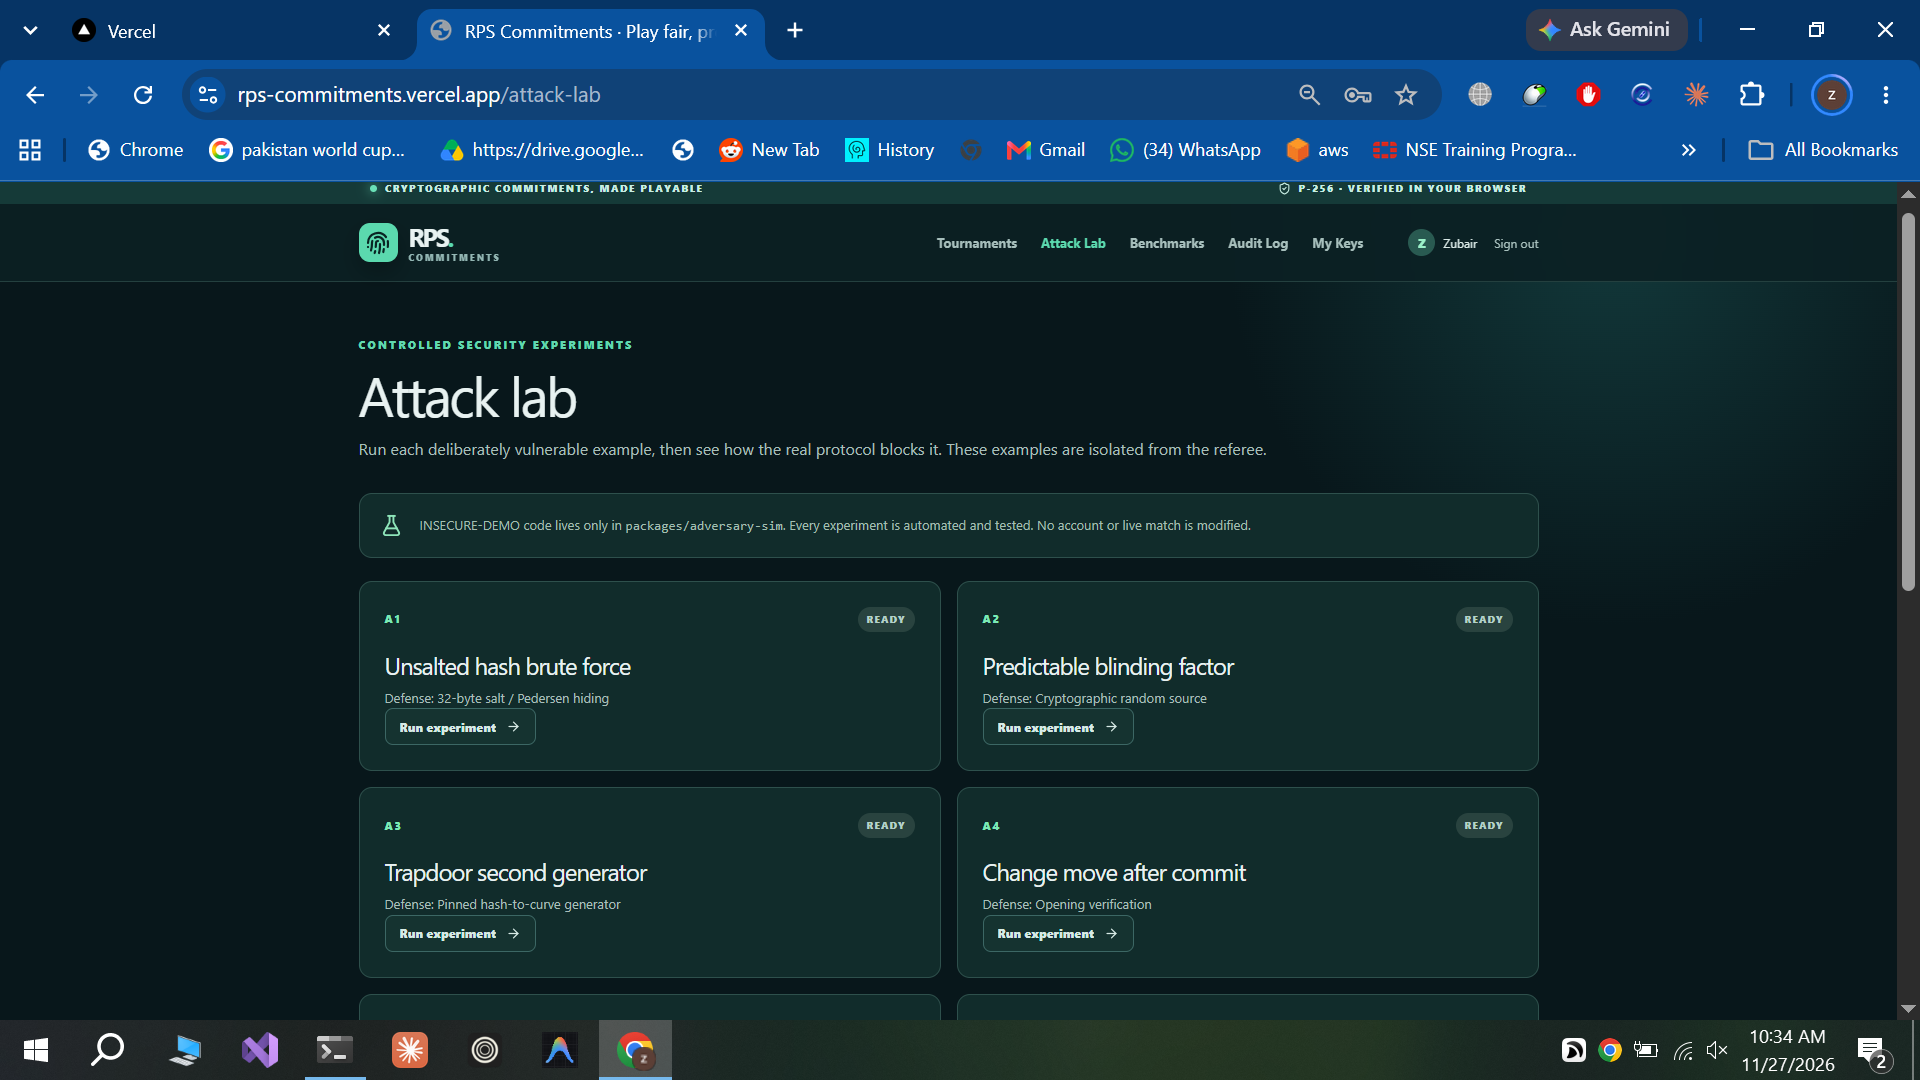 Vercel
RPS Commitments · Play fair, pr
Ask Gemini
rps-commitments.vercel.app/attack-lab
Z
Chrome
pakistan world cup...
https://drive.google...
New Tab
History
Gmail
(34) WhatsApp
aws
NSE Training Progra...
All Bookmarks
CRYPTOGRAPHIC COMMITMENTS, MADE PLAYABLE
P-256 · VERIFIED IN YOUR BROWSER
RPS.
COMMITMENTS
Tournaments
Attack Lab
Benchmarks
Audit Log
My Keys
Z
Zubair
Sign out
CONTROLLED SECURITY EXPERIMENTS
Attack lab
Run each deliberately vulnerable example, then see how the real protocol blocks it. These examples are isolated from the referee.
INSECURE-DEMO code lives only in packages/adversary-sim. Every experiment is automated and tested. No account or live match is modified.
A1
READY
Unsalted hash brute force
Defense: 32-byte salt / Pedersen hiding
Run experiment →
A2
READY
Predictable blinding factor
Defense: Cryptographic random source
Run experiment →
A3
READY
Trapdoor second generator
Defense: Pinned hash-to-curve generator
Run experiment →
A4
READY
Change move after commit
Defense: Opening verification
Run experiment →
10:34 AM
11/27/2026
2